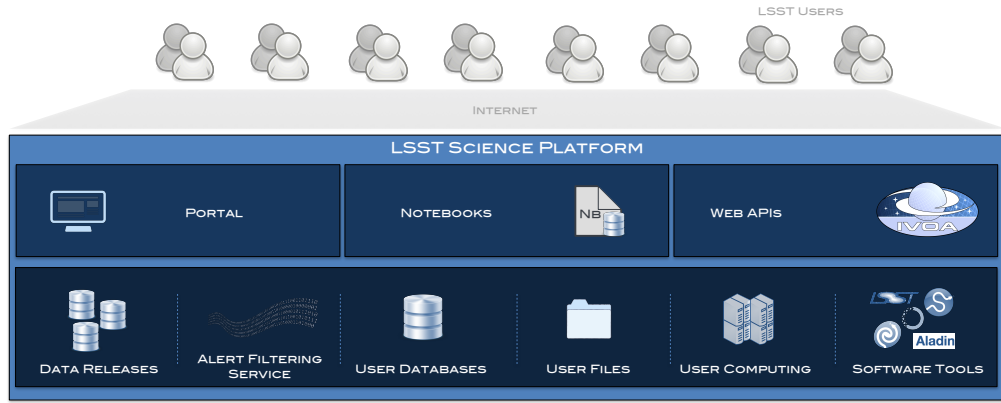 LSST Users
Internet
LSST Science Platform
Portal
Notebooks
NB
Web APIs
IVOA
LSST
S
Aladin
Data Releases
Alert Filtering
Service
User Databases
User Files
User Computing
Software Tools